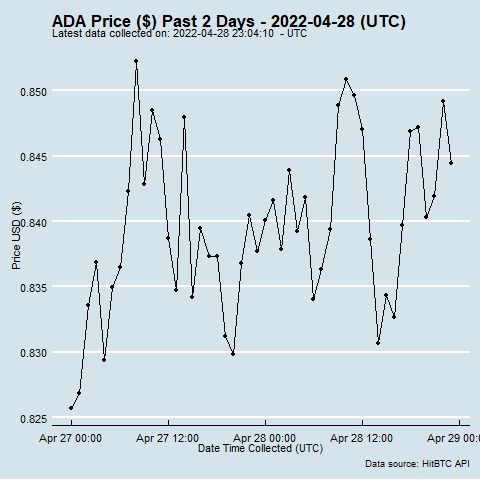 ADA Price ($) Past 2 Days - 2022-04-28 (UTC)
Latest data collected on: 2022-04-28 23:04:10 - UTC
0.850
0.845
0.840
0.835
0.830
0.825
Price USD ($)
Apr 27 00:00
Apr 27 12:00
Apr 28 00:00
Apr 28 12:00
Apr 29 00:0
Date Time Collected (UTC)
Data source: HitBTC API